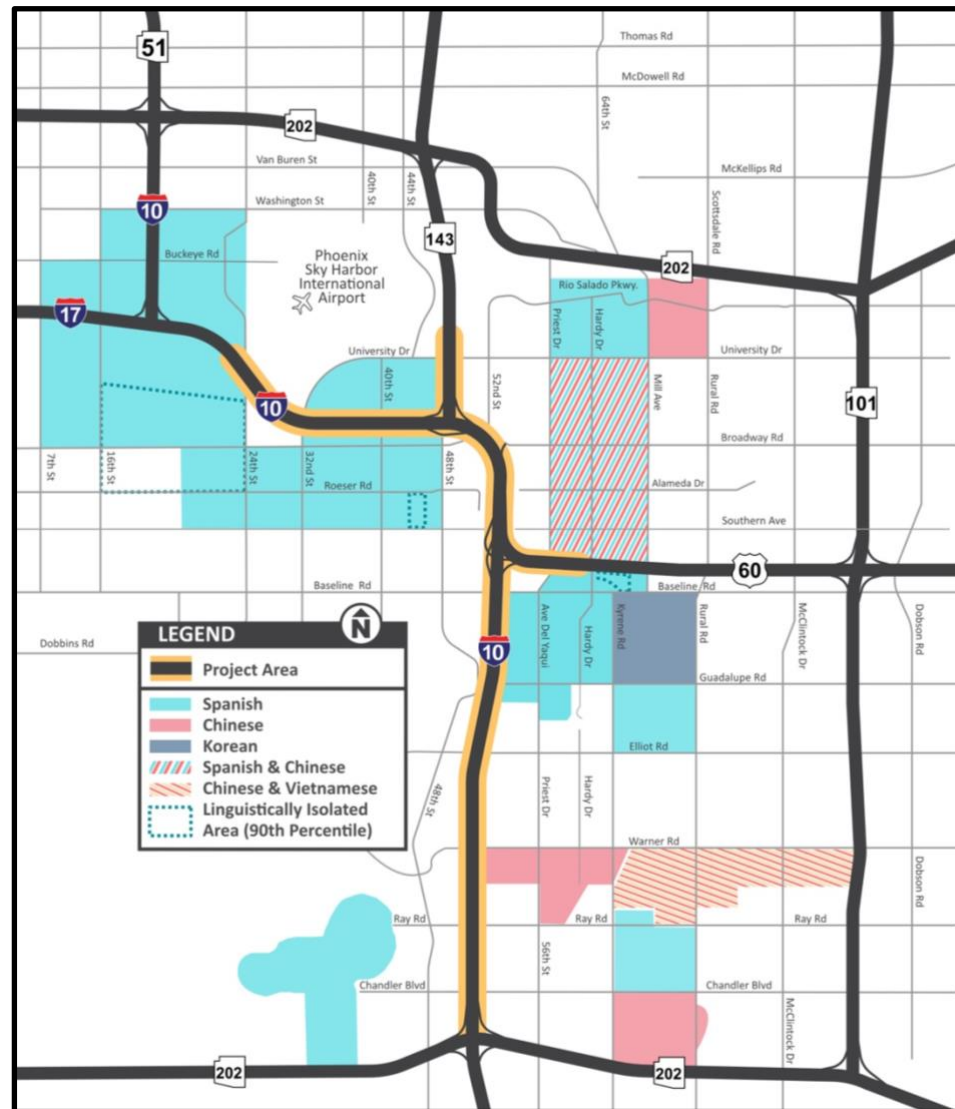 Thomas Rd
51
McDowell Rd
64th St
202
Van Buren St
40th St
44th St
McKellips Rd
Scottsdale Rd
Washington St
10
143
Buckeye Rd
Phoenix
Sky Harbor
International
Airport
202
Rio Salado Pkwy.
17
Priest Dr
Hardy Dr
University Dr
University Dr
40th St
52nd St
Mill Ave
Rural Rd
10
101
Broadway Rd
7th St
16th St
24th St
32nd St
48th St
Roeser Rd
Alameda Dr
Southern Ave
60
Baseline Rd
Baseline Rd
Ave Del Yaqui
Hardy Dr
Kyrene Rd
Rural Rd
McClintock Dr
Dobson Rd
Dobbins Rd
10
Guadalupe Rd
LEGEND
N
Project Area
Spanish
Chinese
Korean
Spanish & Chinese
Chinese & Vietnamese
Linguistically Isolated
Area (90th Percentile)
Elliot Rd
48th St
Priest Dr
Hardy Dr
Warner Rd
Dobson Rd
Ray Rd
Ray Rd
Ray Rd
56th St
Chandler Blvd
Chandler Blvd
McClintock Dr
202
202